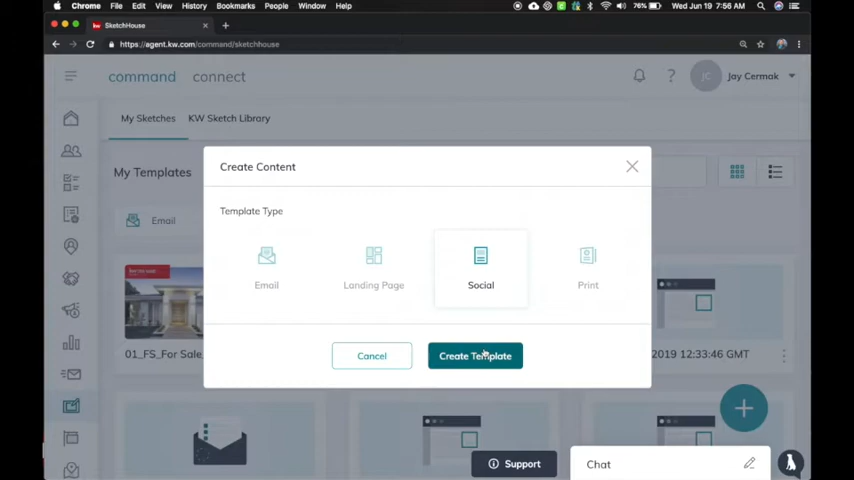 Chrome File Edit View History Bookmarks People Window Help
76% Wed Jun 19 7:56 AM
SketchHouse
https://agent.kw.com/command/sketchhouse
command connect
? JC Jay Cermak
My Sketches KW Sketch Library
My Templates
Create Content
Template Type
Email
Email Landing Page Social Print
Cancel Create Template
01_FS_For Sale_
2019 12:33:46 GMT
Support
Chat